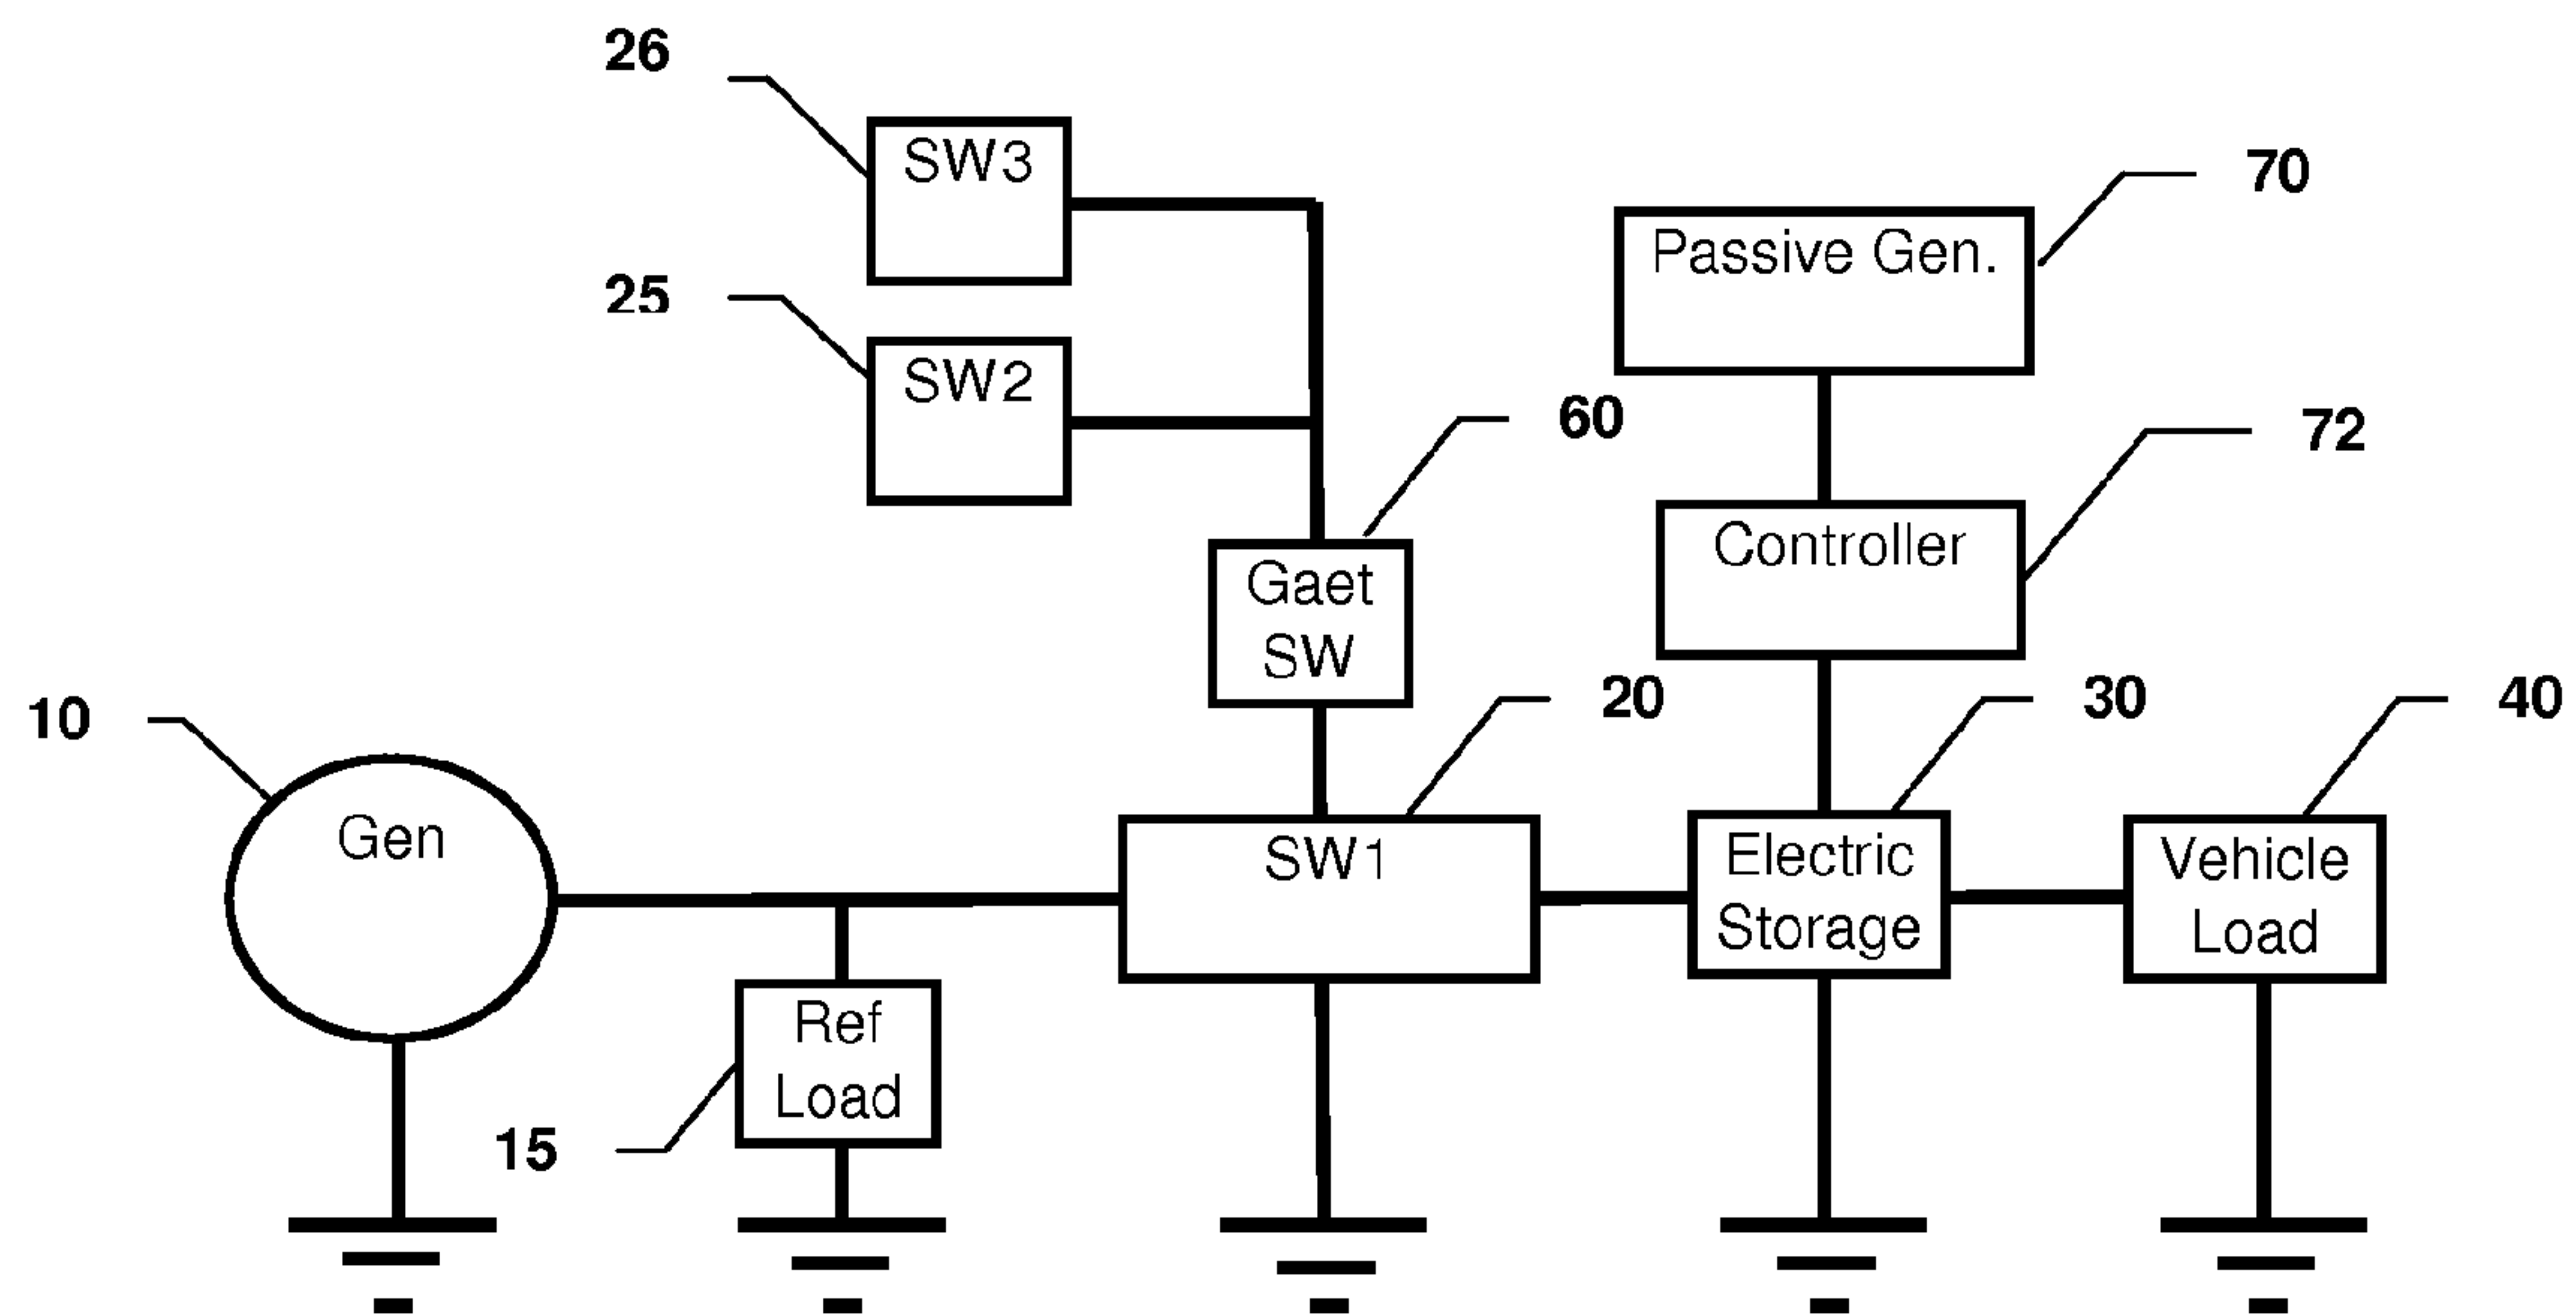 26
SW3
70
Passive Gen.
25
SW2
60
72
Gaet
SW
Controller
10
20
30
40
Gen
SW1
Electric
Storage
Vehicle
Load
Ref
Load
15